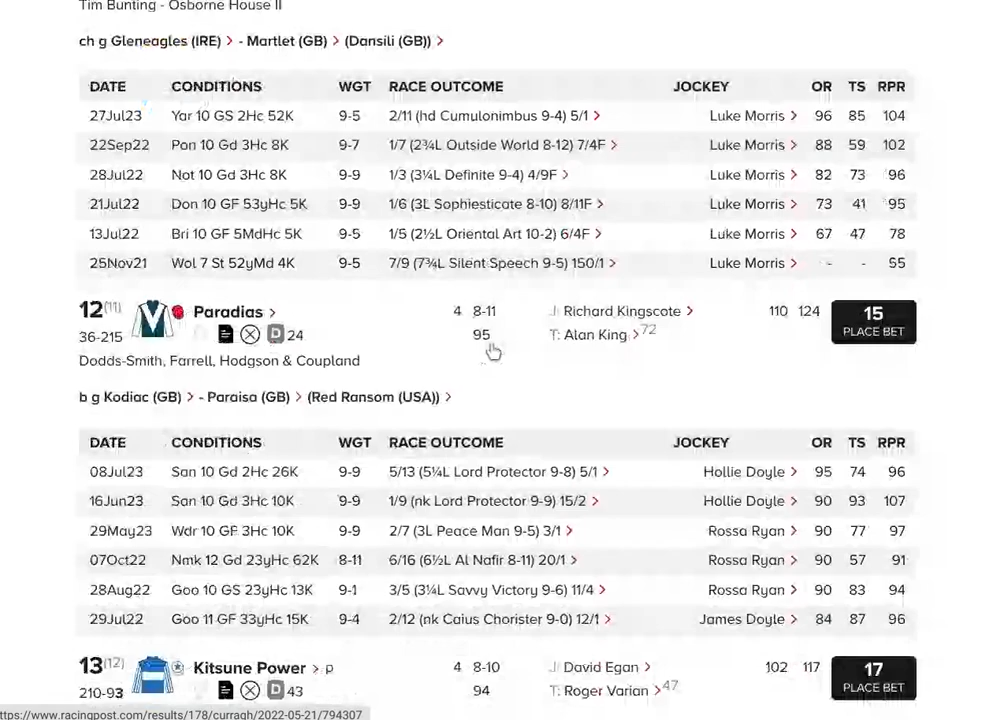 Tim Bunting - Osborne House II
ch g Gleneagles (IRE) > - Martlet (GB) > (Dansili (GB)) >
DATE CONDITIONS WGT RACE OUTCOME JOCKEY OR TS RPR
27Jul23 Yar 10 GS 2Hc 52K 9-5 2/11 (hd Cumulonimbus 9-4) 5/1 > Luke Morris > 96 85 104
22Sep22 Pon 10 Gd 3Hc 8K 9-7 1/7 (2¾L Outside World 8-12) 7/4F > Luke Morris > 88 59 102
28Jul22 Not 10 Gd 3Hc 8K 9-9 1/3 (3¼L Definite 9-4) 4/9F > Luke Morris > 82 73 96
21Jul22 Don 10 GF 53yHc 5K 9-9 1/6 (3L Sophiesticate 8-10) 8/11F > Luke Morris > 73 41 95
13Jul22 Bri 10 GF 5MdHc 5K 9-5 1/5 (2½L Oriental Art 10-2) 6/4F > Luke Morris > 67 47 78
25Nov21 Wol 7 St 52yMd 4K 9-5 7/9 (7¾L Silent Speech 9-5) 150/1 > Luke Morris > - - 55
12 (11) Paradias > 4 8-11 J: Richard Kingscote > 110 124 15
36-215 D 24 95 T: Alan King > 72 PLACE BET
Dodds-Smith, Farrell, Hodgson & Coupland
b g Kodiac (GB) > - Paraisa (GB) > (Red Ransom (USA)) >
DATE CONDITIONS WGT RACE OUTCOME JOCKEY OR TS RPR
08Jul23 San 10 Gd 2Hc 26K 9-9 5/13 (5¼L Lord Protector 9-8) 5/1 > Hollie Doyle > 95 74 96
16Jun23 San 10 Gd 3Hc 10K 9-9 1/9 (nk Lord Protector 9-9) 15/2 > Hollie Doyle > 90 93 107
29May23 Wdr 10 GF 3Hc 10K 9-9 2/7 (3L Peace Man 9-5) 3/1 > Rossa Ryan > 90 77 97
07Oct22 Nmk 12 Gd 23yHc 62K 8-11 6/16 (6½L Al Nafir 8-11) 20/1 > Rossa Ryan > 90 57 91
28Aug22 Goo 10 GS 23yHc 13K 9-1 3/5 (3¼L Savvy Victory 9-6) 11/4 > Rossa Ryan > 90 83 94
29Jul22 Goo 11 GF 33yHc 15K 9-4 2/12 (nk Caius Chorister 9-0) 12/1 > James Doyle > 84 87 96
13 (12) Kitsune Power > p 4 8-10 J: David Egan > 102 117 17
210-93 D 43 94 T: Roger Varian > 47 PLACE BET
ttps://www.racingpost.com/results/178/curragh/2022-05-21/794307